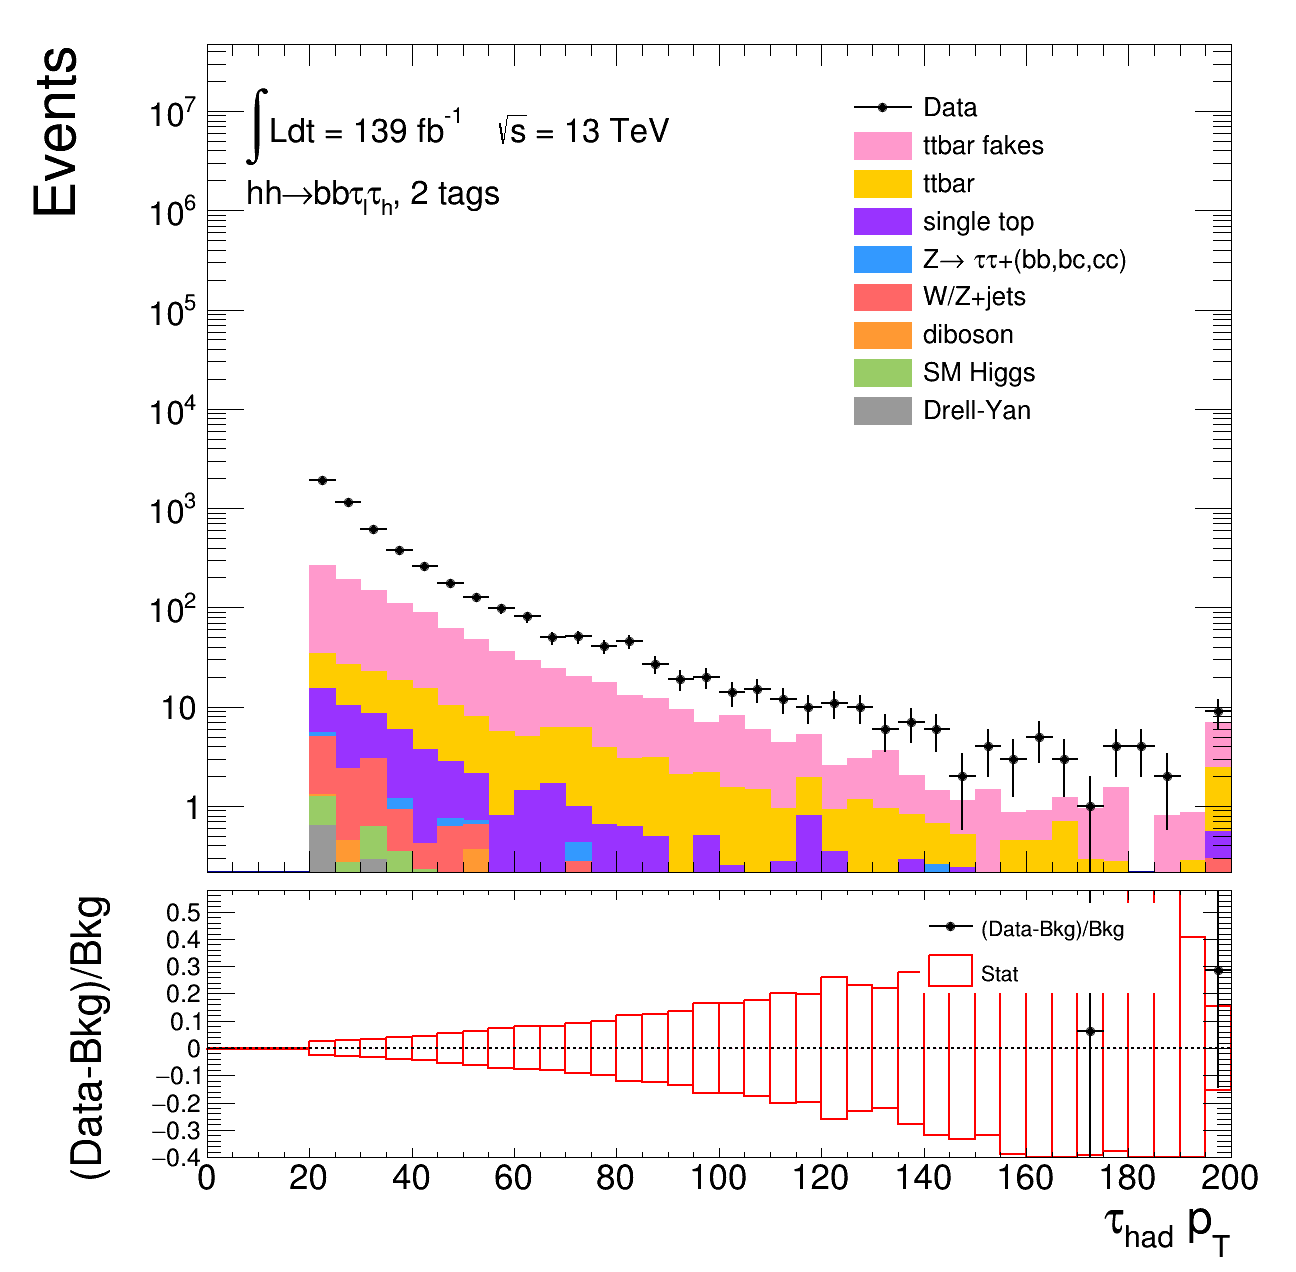 Events
10⁷
10⁶
10⁵
10⁴
10³
10²
10
1
∫Ldt = 139 fb⁻¹ √s = 13 TeV
hh→bbτ_lτ_h, 2 tags
Data
ttbar fakes
ttbar
single top
Z→ ττ+(bb,bc,cc)
W/Z+jets
diboson
SM Higgs
Drell-Yan
(Data-Bkg)/Bkg
0.5
0.4
0.3
0.2
0.1
0
−0.1
−0.2
−0.3
−0.4
(Data-Bkg)/Bkg
Stat
0 20 40 60 80 100 120 140 160 180 200
τ_had p_T